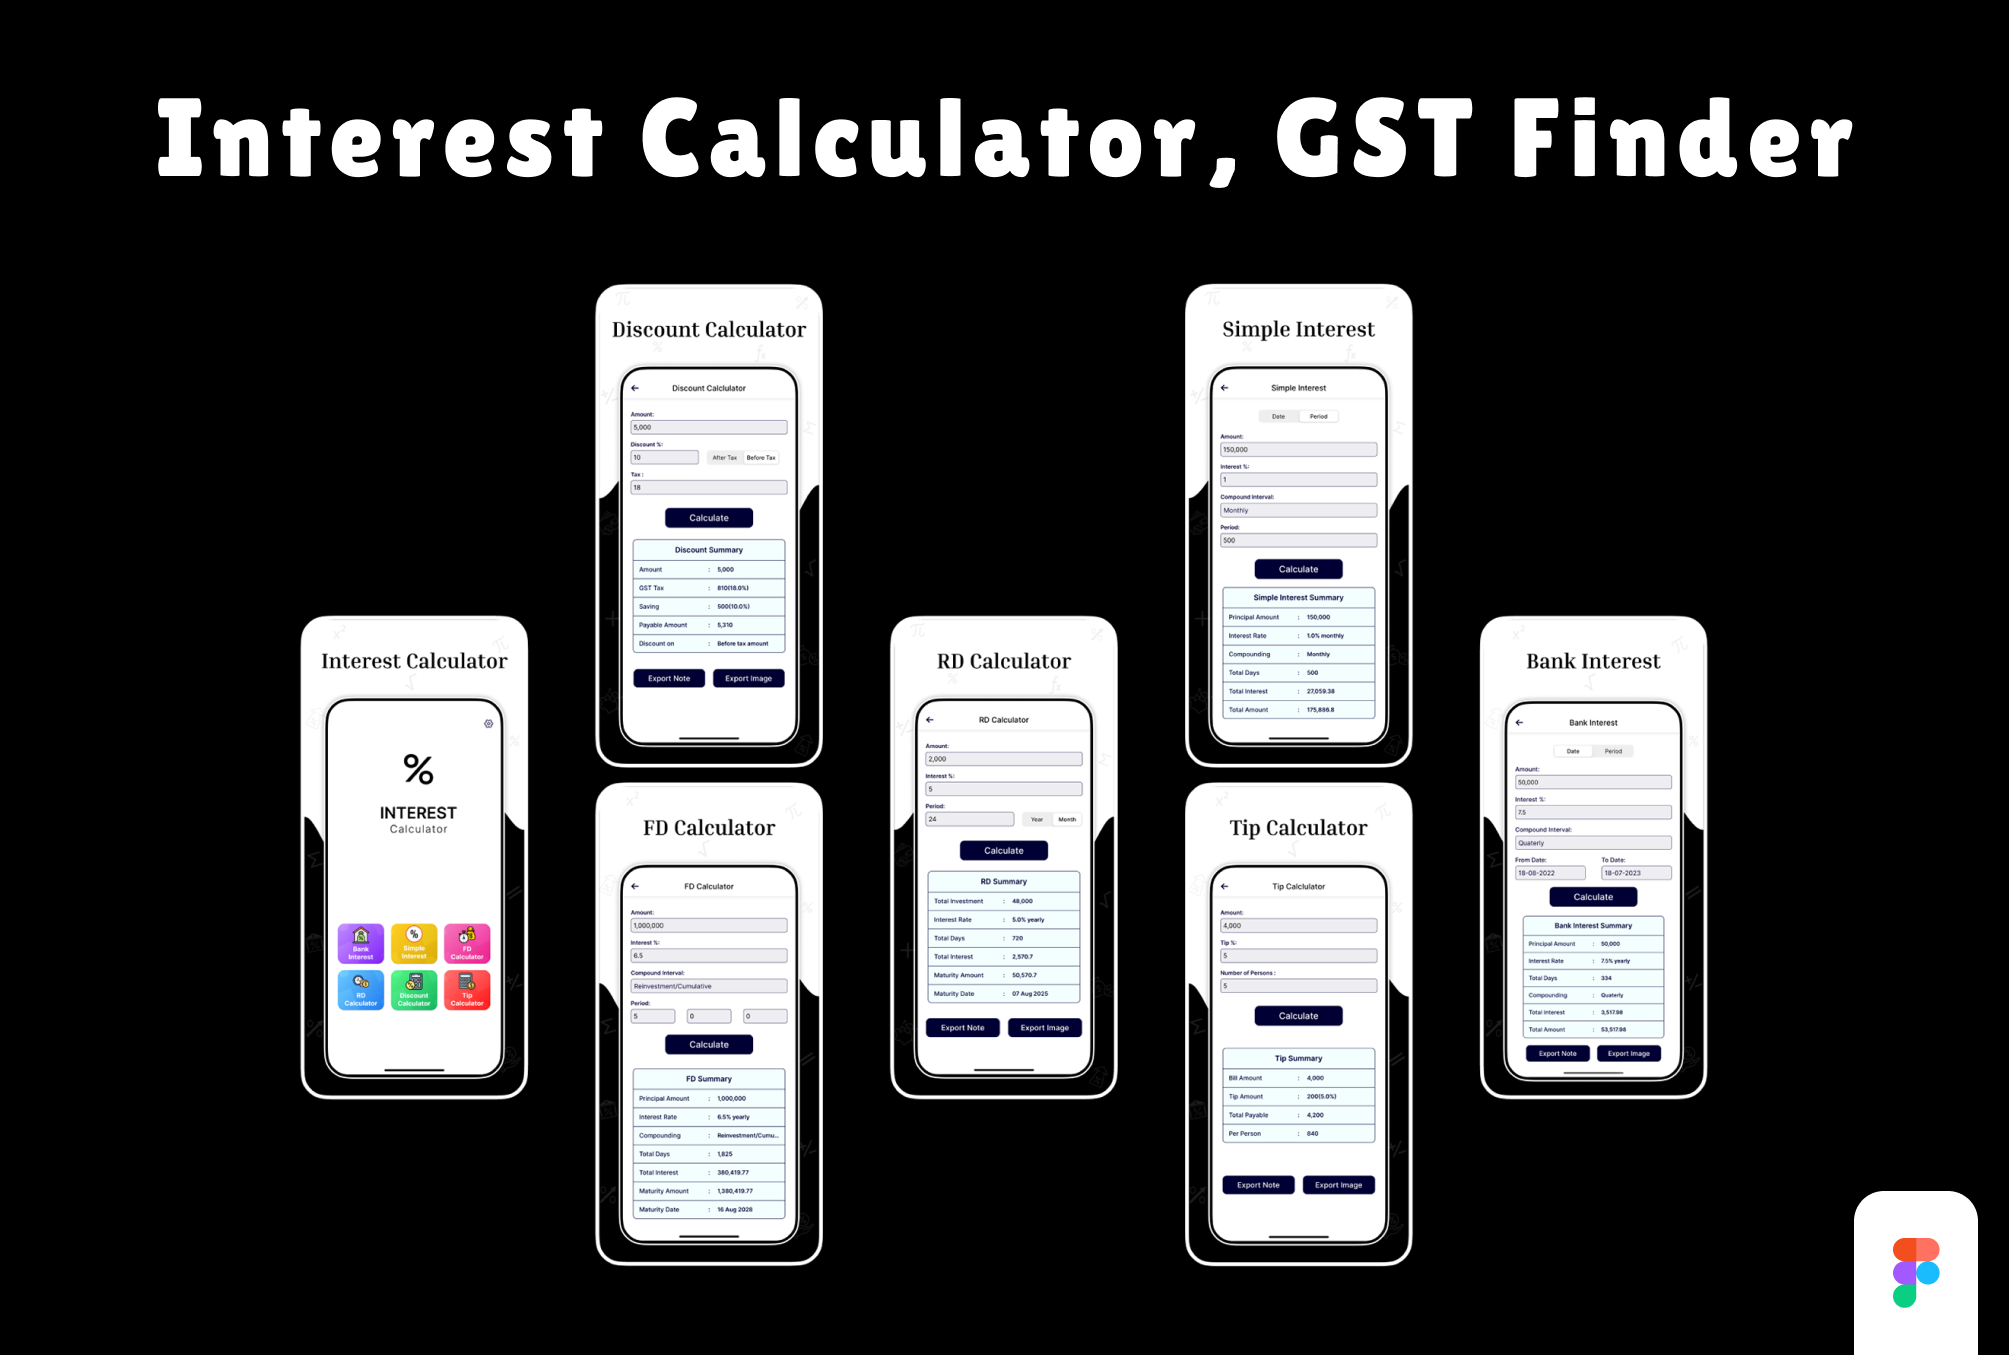 Interest Calculator, GST Finder
Interest Calculator
%
INTEREST
Calculator
Bank Interest
Simple Interest
FD Calculator
RD Calculator
Discount Calculator
Tip Calculator
Discount Calculator
Discount Calclulator
Amount:
5,000
Discount %:
10 After Tax Before Tax
Tax :
18
Calculate
Discount Summary
Amount : 5,000
GST Tax : 810(18.0%)
Saving : 500(10.0%)
Payable Amount : 5,310
Discount on : Before tax amount
Export Note Export Image
FD Calculator
FD Calculator
Amount:
1,000,000
Interest %:
6.5
Compound Interval:
Reinvestment/Cumulative
Period:
5 0 0
Calculate
FD Summary
Principal Amount : 1,000,000
Interest Rate : 6.5% yearly
Compounding : Reinvestment/Cumu...
Total Days : 1,825
Total Interest : 380,419.77
Maturity Amount : 1,380,419.77
Maturity Date : 16 Aug 2028
RD Calculator
RD Calculator
Amount:
2,000
Interest %:
5
Period:
24 Year Month
Calculate
RD Summary
Total Investment : 48,000
Interest Rate : 5.0% yearly
Total Days : 720
Total Interest : 2,570.7
Maturity Amount : 50,570.7
Maturity Date : 07 Aug 2025
Export Note Export Image
Simple Interest
Simple Interest
Date Period
Amount:
150,000
Interest %:
1
Compound Interval:
Monthly
Period:
500
Calculate
Simple Interest Summary
Principal Amount : 150,000
Interest Rate : 1.0% monthly
Compounding : Monthly
Total Days : 500
Total Interest : 27,059.38
Total Amount : 175,886.8
Tip Calculator
Tip Calclulator
Amount:
4,000
Tip %:
5
Number of Persons :
5
Calculate
Tip Summary
Bill Amount : 4,000
Tip Amount : 200(5.0%)
Total Payable : 4,200
Per Person : 840
Export Note Export Image
Bank Interest
Bank Interest
Date Period
Amount:
50,000
Interest %:
7.5
Compound Interval:
Quaterly
From Date: To Date:
18-08-2022 18-07-2023
Calculate
Bank Interest Summary
Principal Amount : 50,000
Interest Rate : 7.5% yearly
Total Days : 334
Compounding : Quaterly
Total Interest : 3,517.98
Total Amount : 53,517.98
Export Note Export Image